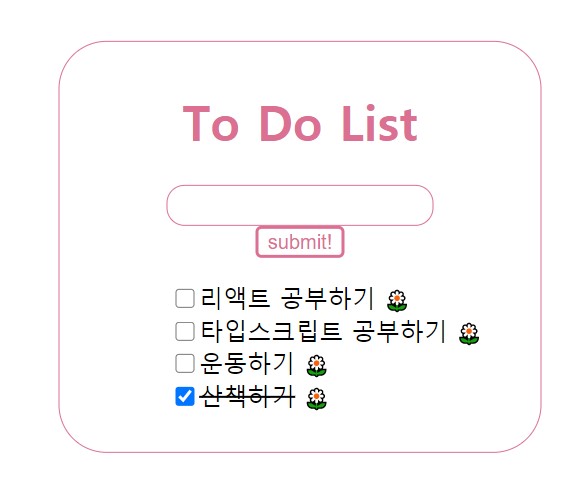 To Do List
submit!
리액트 공부하기
타입스크립트 공부하기
운동하기
산책하기